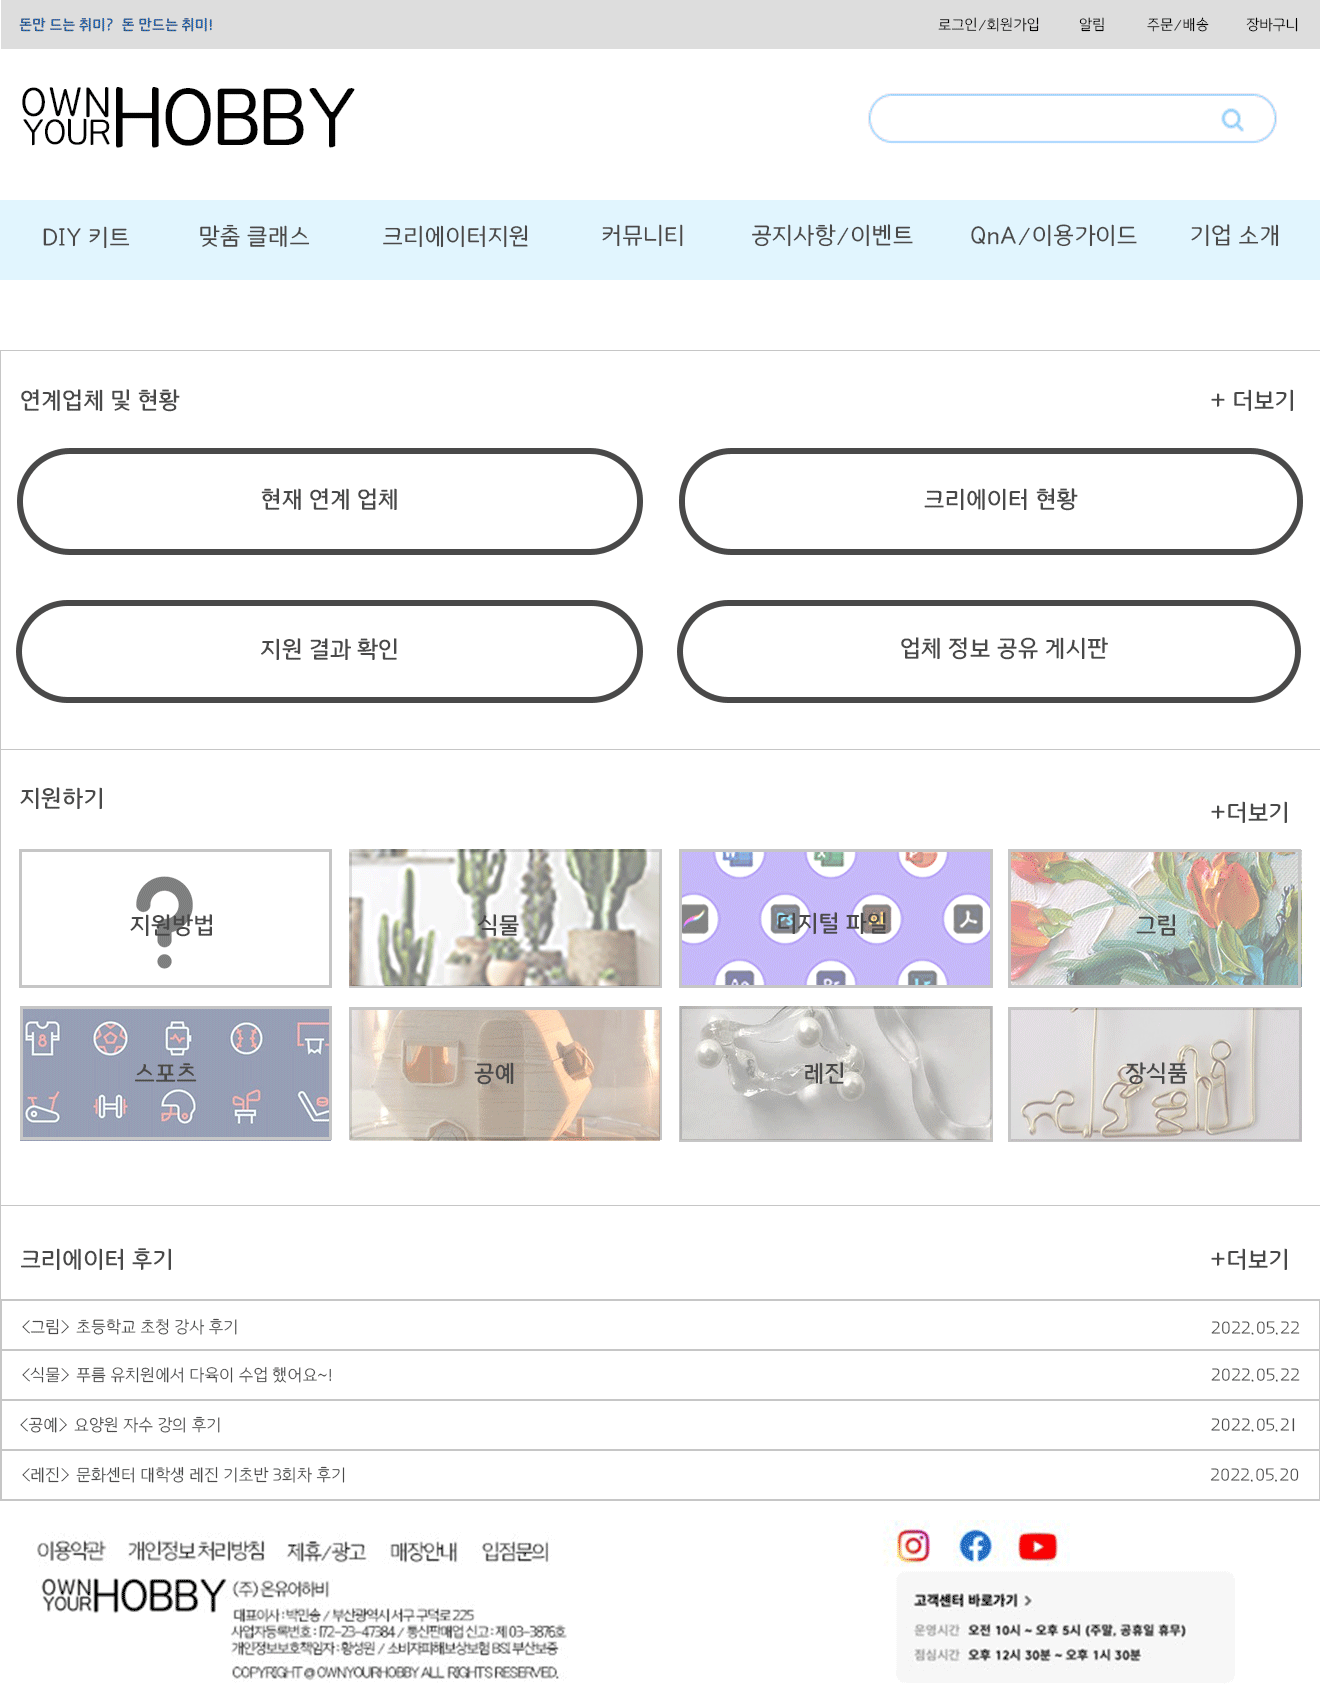 돈만 드는 취미? 돈 만드는 취미!
로그인/회원가입 알림 주문/배송 장바구니
OWN YOUR HOBBY
DIY 키트 맞춤 클래스 크리에이터지원 커뮤니티 공지사항/이벤트 QnA/이용가이드 기업 소개
연계업체 및 현황 + 더보기
현재 연계 업체 크리에이터 현황
지원 결과 확인 업체 정보 공유 게시판
지원하기 +더보기
지원방법 식물 디지털 파일 그림
스포츠 공예 레진 장식품
크리에이터 후기 +더보기
<그림> 초등학교 초청 강사 후기 2022.05.22
<식물> 푸름 유치원에서 다육이 수업 했어요~! 2022.05.22
<공예> 요양원 자수 강의 후기 2022.05.21
<레진> 문화센터 대학생 레진 기초반 3회차 후기 2022.05.20
이용약관 개인정보 처리방침 제휴/광고 매장안내 입점문의
OWN YOUR HOBBY (주) 온유어하비
대표이사 : 박민송 / 부산광역시 서구 구덕로 225
사업자등록번호 : 172-23-47384 / 통신판매업 신고 : 제 03-3876호
개인정보보호책임자 : 황성원 / 소비자피해보상보험 BSI 부산보증
COPYRIGHT @ OWNYOURHOBBY ALL RIGHTS RESERVED.
고객센터 바로가기 >
운영시간 오전 10시 ~ 오후 5시 (주말, 공휴일 휴무)
점심시간 오후 12시 30분 ~ 오후 1시 30분